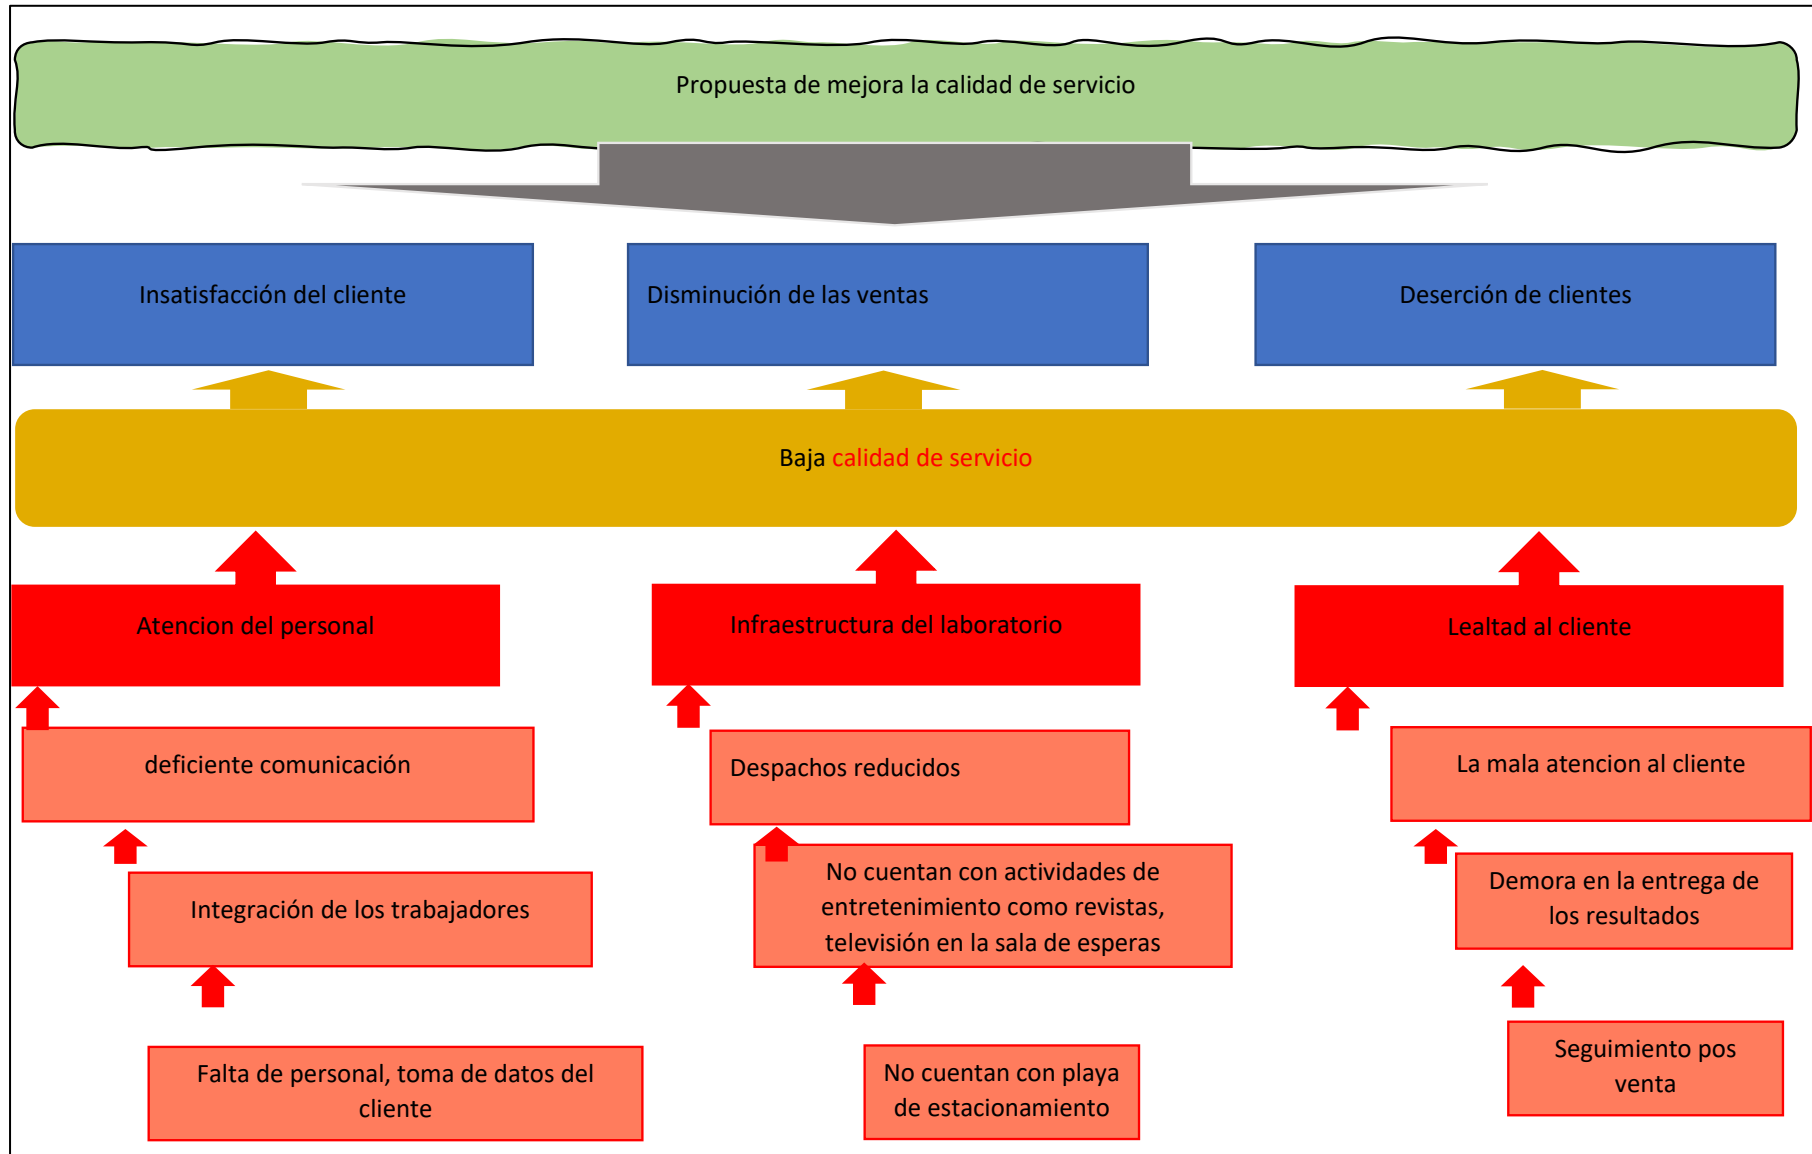 Propuesta de mejora la calidad de servicio
Insatisfacción del cliente
Disminución de las ventas
Deserción de clientes
Baja calidad de servicio
Atencion del personal
Infraestructura del laboratorio
Lealtad al cliente
deficiente comunicación
Despachos reducidos
La mala atencion al cliente
Integración de los trabajadores
No cuentan con actividades de
entretenimiento como revistas,
televisión en la sala de esperas
Demora en la entrega de
los resultados
Falta de personal, toma de datos del
cliente
No cuentan con playa
de estacionamiento
Seguimiento pos
venta